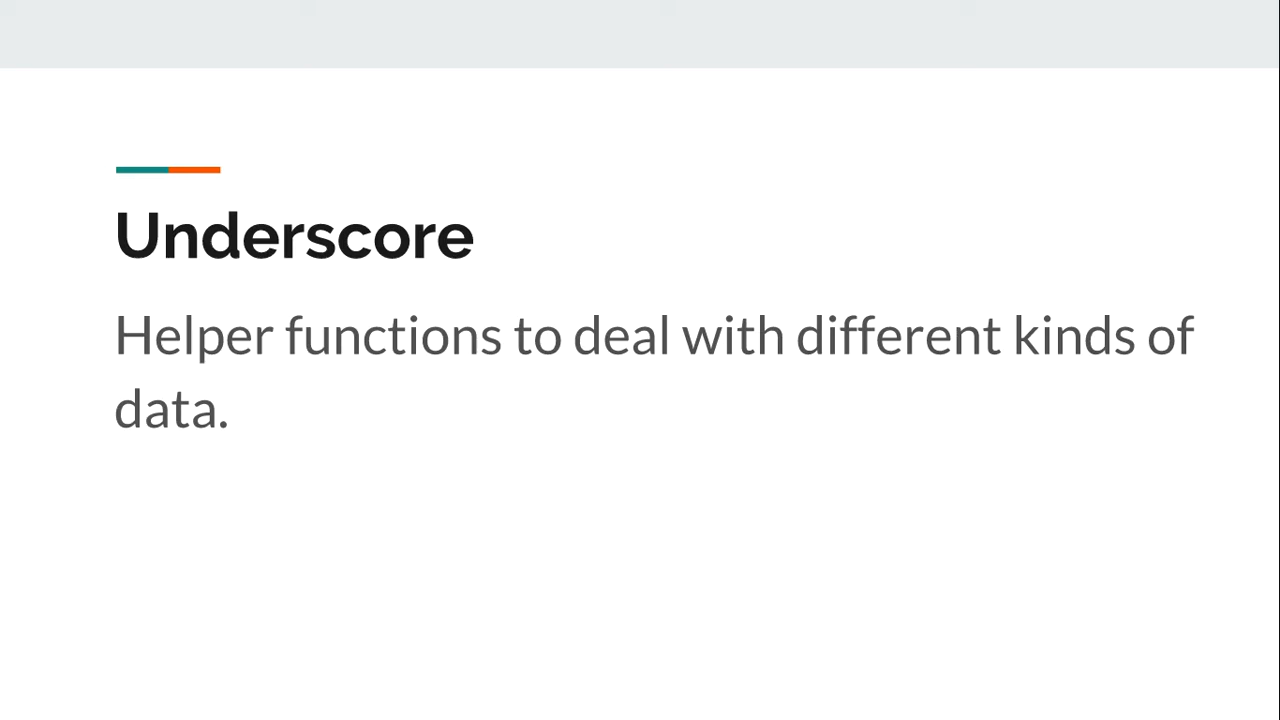 Underscore
Helper functions to deal with different kinds of
data.